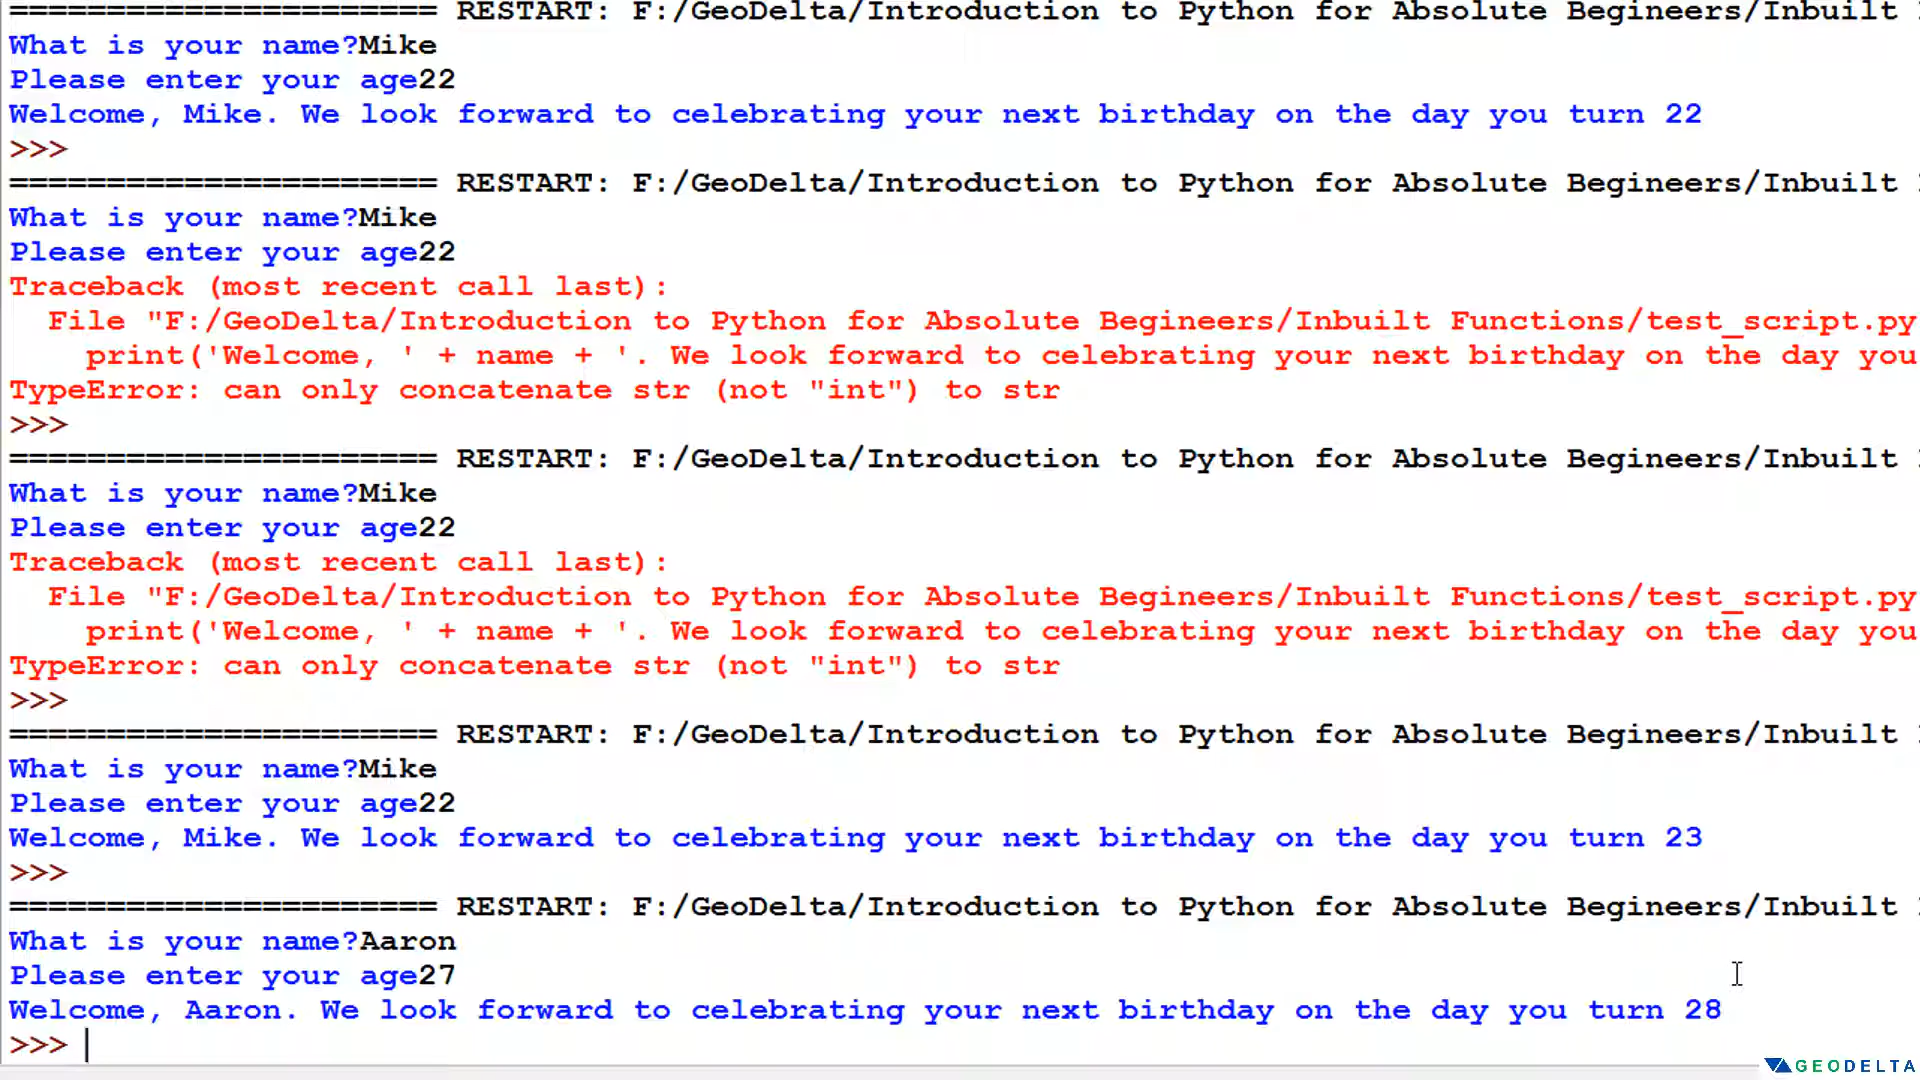 ====================== RESTART: F:/GeoDelta/Introduction to Python for Absolute Begineers/Inbuilt
What is your name?Mike
Please enter your age22
Welcome, Mike. We look forward to celebrating your next birthday on the day you turn 22
>>>
====================== RESTART: F:/GeoDelta/Introduction to Python for Absolute Begineers/Inbuilt
What is your name?Mike
Please enter your age22
Traceback (most recent call last):
  File "F:/GeoDelta/Introduction to Python for Absolute Begineers/Inbuilt Functions/test_script.py
    print('Welcome, ' + name + '. We look forward to celebrating your next birthday on the day you
TypeError: can only concatenate str (not "int") to str
>>>
====================== RESTART: F:/GeoDelta/Introduction to Python for Absolute Begineers/Inbuilt
What is your name?Mike
Please enter your age22
Traceback (most recent call last):
  File "F:/GeoDelta/Introduction to Python for Absolute Begineers/Inbuilt Functions/test_script.py
    print('Welcome, ' + name + '. We look forward to celebrating your next birthday on the day you
TypeError: can only concatenate str (not "int") to str
>>>
====================== RESTART: F:/GeoDelta/Introduction to Python for Absolute Begineers/Inbuilt
What is your name?Mike
Please enter your age22
Welcome, Mike. We look forward to celebrating your next birthday on the day you turn 23
>>>
====================== RESTART: F:/GeoDelta/Introduction to Python for Absolute Begineers/Inbuilt
What is your name?Aaron
Please enter your age27
Welcome, Aaron. We look forward to celebrating your next birthday on the day you turn 28
>>>
GEODELTA